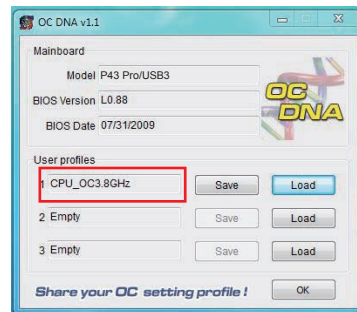 OC DNA v1.1
Mainboard
Model P43 Pro/USB3
BIOS Version L0.88
BIOS Date 07/31/2009
OC
DNA
User profiles
1 CPU_OC3.8GHz Save Load
2 Empty Save Load
3 Empty Save Load
Share your OC setting profile ! OK